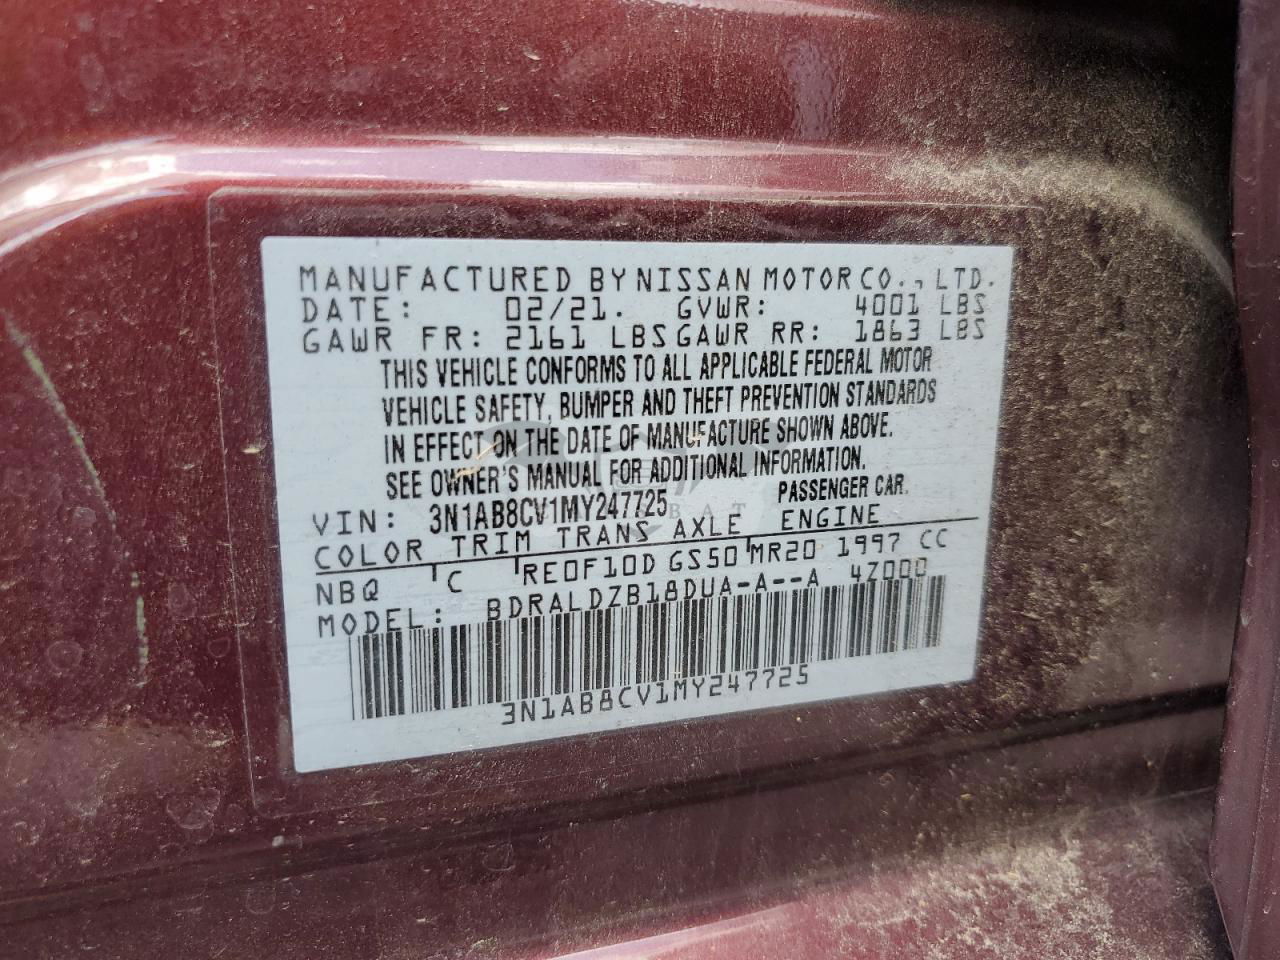 MANUFACTURED BY NISSAN MOTOR CO., LTD.
DATE: 02/21. GVWR: 4001 LBS
GAWR FR: 2161 LBS GAWR RR: 1863 LBS
THIS VEHICLE CONFORMS TO ALL APPLICABLE FEDERAL MOTOR
VEHICLE SAFETY, BUMPER AND THEFT PREVENTION STANDARDS
IN EFFECT ON THE DATE OF MANUFACTURE SHOWN ABOVE.
SEE OWNER'S MANUAL FOR ADDITIONAL INFORMATION.
VIN: 3N1AB8CV1MY247725 PASSENGER CAR.
COLOR TRIM TRANS AXLE ENGINE
NBQ C RE0F10D GS50 MR20 1997 CC
MODEL: BDRALDZB18DUA-A--A 4Z000
3N1AB8CV1MY247725